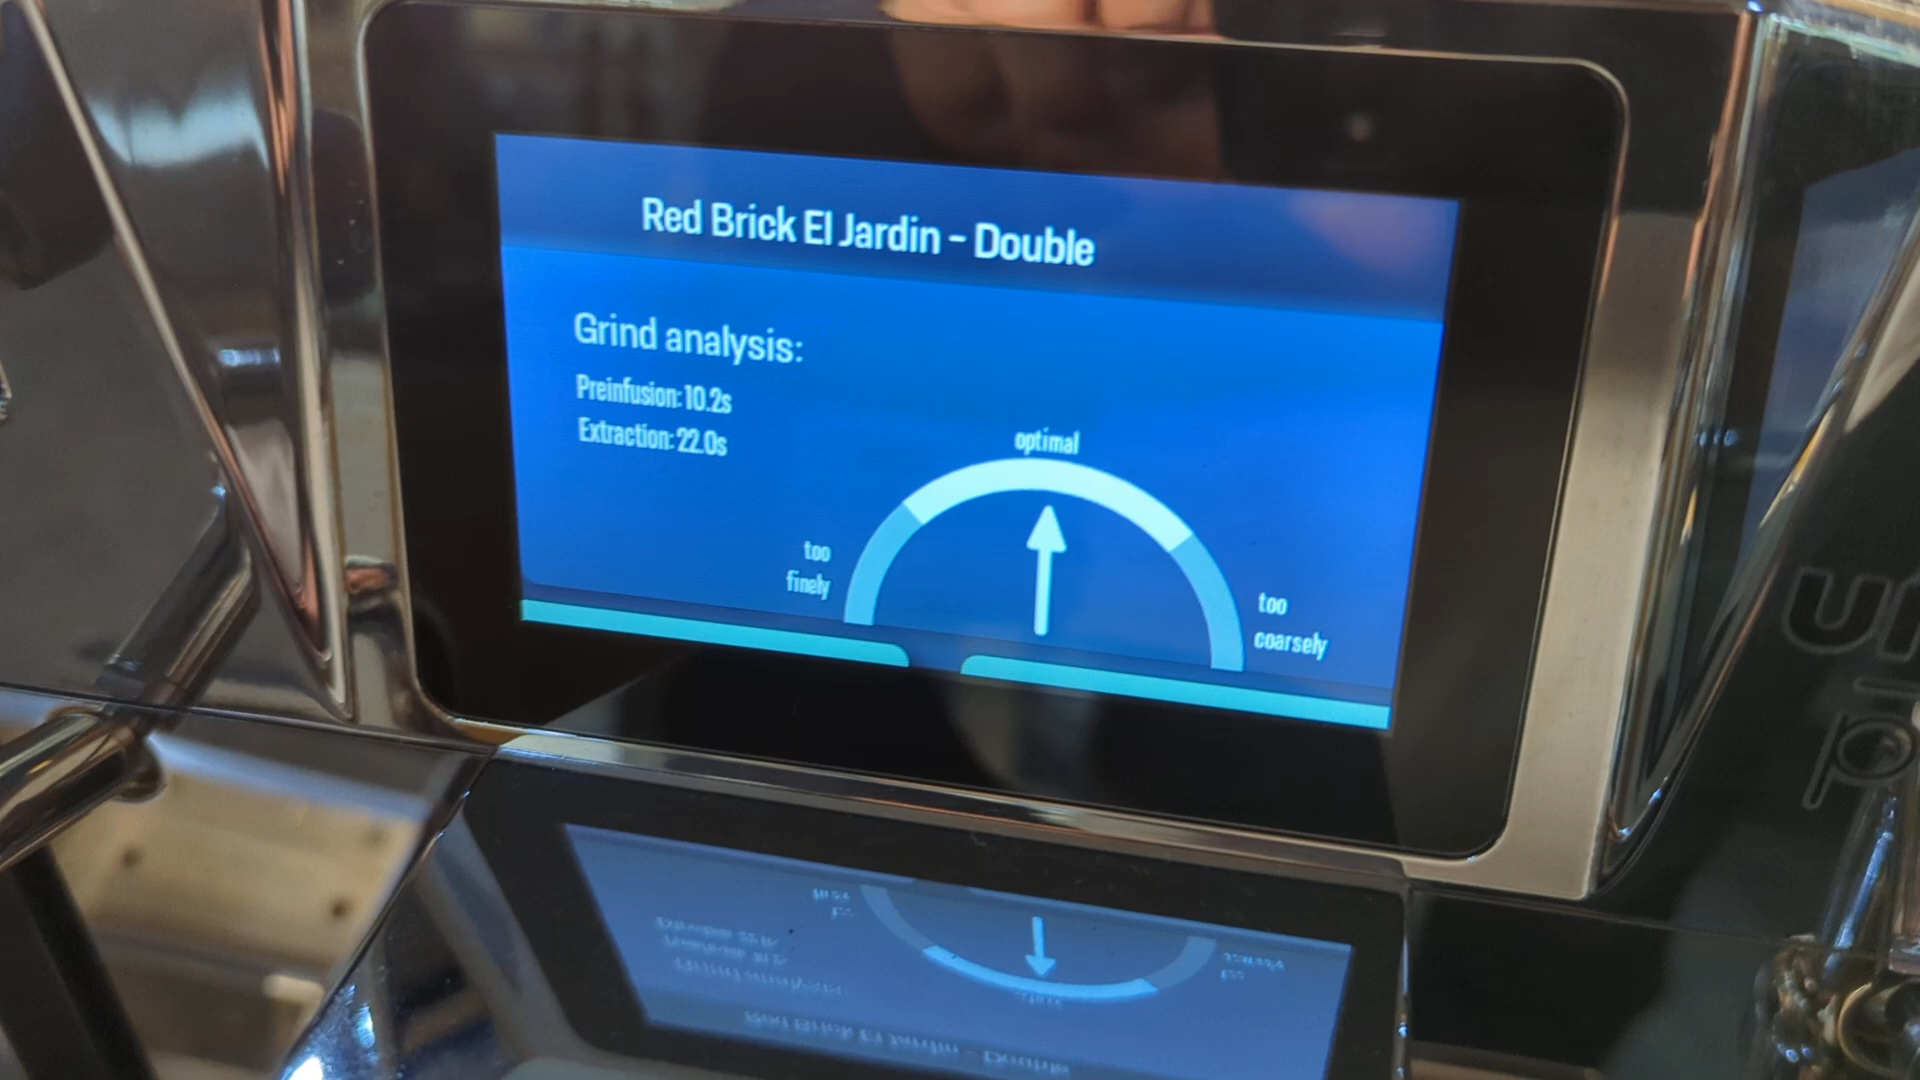 Red Brick El Jardin - Double
Grind analysis:
Preinfusion: 10.2s
Extraction: 22.0s
optimal
too
finely
too
coarsely